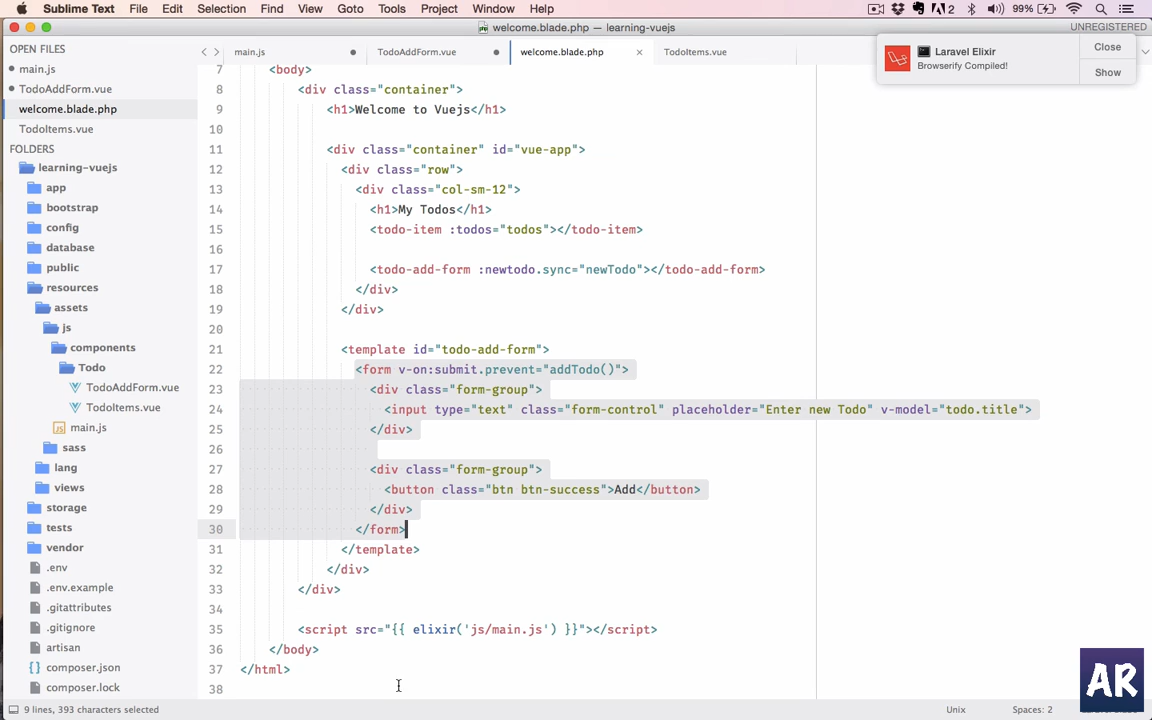 Sublime Text File Edit Selection Find View Goto Tools Project Window Help 2 99%
welcome.blade.php — learning-vuejs UNREGISTERED
OPEN FILES
main.js
TodoAddForm.vue
welcome.blade.php
TodoItems.vue
FOLDERS
learning-vuejs
app
bootstrap
config
database
public
resources
assets
js
components
Todo
TodoAddForm.vue
TodoItems.vue
main.js
sass
lang
views
storage
tests
vendor
.env
.env.example
.gitattributes
.gitignore
artisan
composer.json
composer.lock
main.js TodoAddForm.vue welcome.blade.php TodoItems.vue
Laravel Elixir
Browserify Compiled!
Close
Show
7 <body>
8 <div class="container">
9 <h1>Welcome to Vuejs</h1>
10
11 <div class="container" id="vue-app">
12 <div class="row">
13 <div class="col-sm-12">
14 <h1>My Todos</h1>
15 <todo-item :todos="todos"></todo-item>
16
17 <todo-add-form :newtodo.sync="newTodo"></todo-add-form>
18 </div>
19 </div>
20
21 <template id="todo-add-form">
22 <form v-on:submit.prevent="addTodo()">
23 <div class="form-group">
24 <input type="text" class="form-control" placeholder="Enter new Todo" v-model="todo.title">
25 </div>
26
27 <div class="form-group">
28 <button class="btn btn-success">Add</button>
29 </div>
30 </form>
31 </template>
32 </div>
33 </div>
34
35 <script src="{{ elixir('js/main.js') }}"></script>
36 </body>
37 </html>
38
AR
9 lines, 393 characters selected Unix Spaces: 2